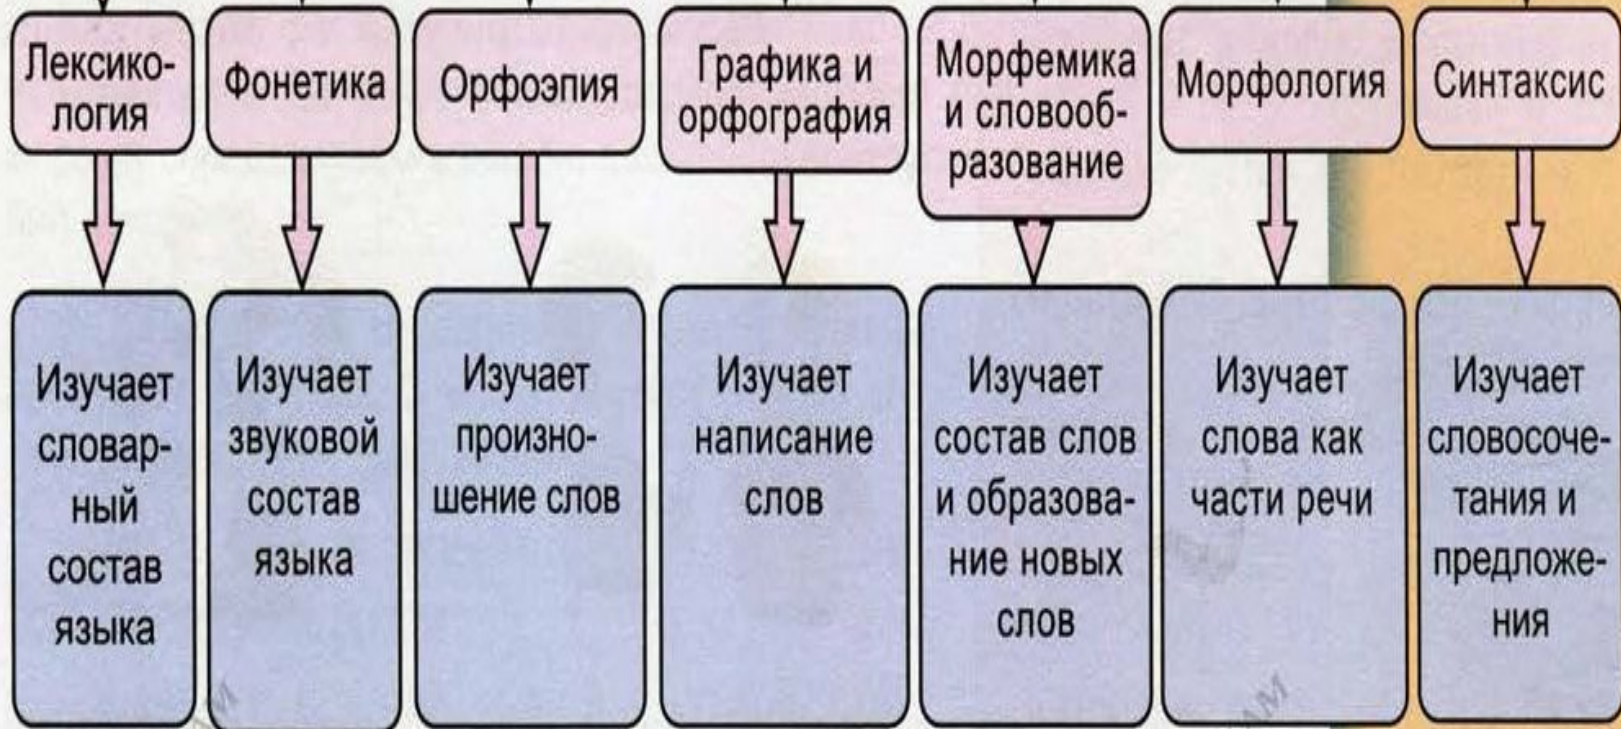 Лексико-
логия
Фонетика
Орфоэпия
Графика и
орфография
Морфемика
и словооб-
разование
Морфология
Синтаксис
Изучает
словар-
ный
состав
языка
Изучает
звуковой
состав
языка
Изучает
произно-
шение слов
Изучает
написание
слов
Изучает
состав слов
и образова-
ние новых
слов
Изучает
слова как
части речи
Изучает
словосоче-
тания и
предложе-
ния